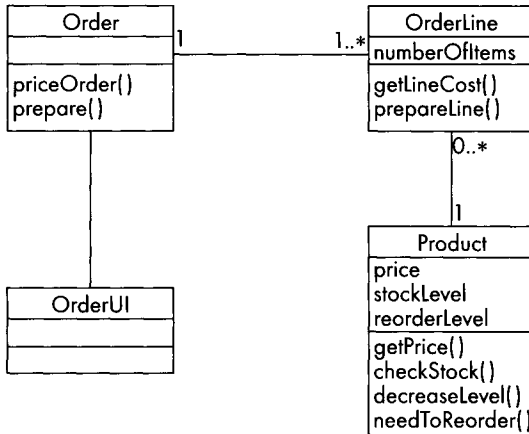 Order
priceOrder()
prepare()
1
1..*
OrderLine
numberOfItems
getLineCost()
prepareLine()
0..*
1
Product
price
stockLevel
reorderLevel
getPrice()
checkStock()
decreaseLevel()
needToReorder()
OrderUI